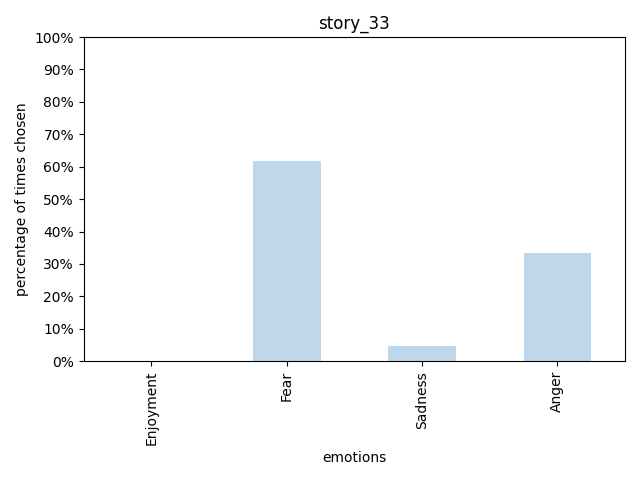 story_33
percentage of times chosen
100%
90%
80%
70%
60%
50%
40%
30%
20%
10%
0%
Enjoyment
Fear
Sadness
Anger
emotions